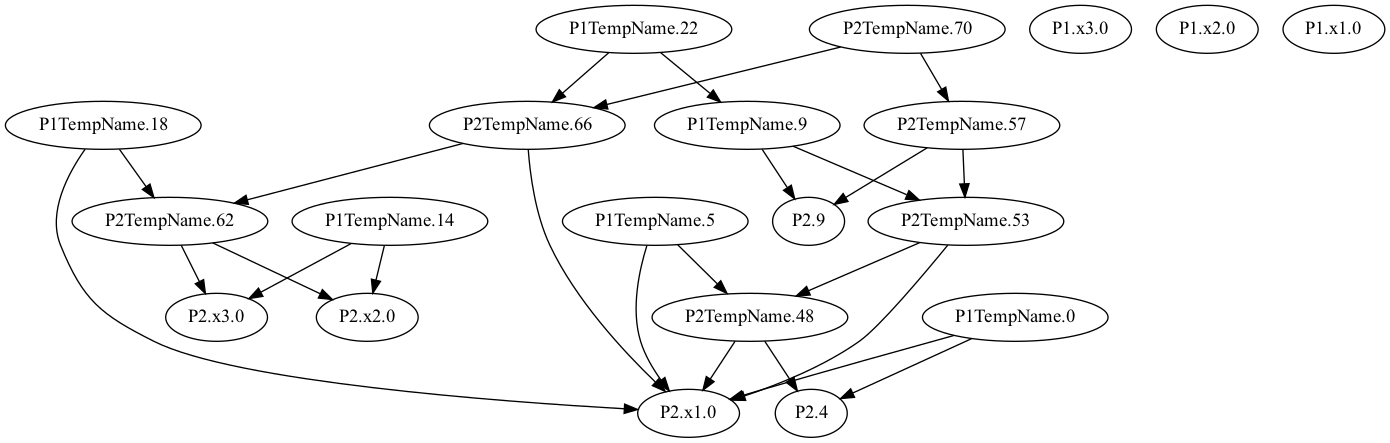 P1TempName.22
P2TempName.70
P1.x3.0
P1.x2.0
P1.x1.0
P1TempName.18
P2TempName.66
P1TempName.9
P2TempName.57
P2TempName.62
P1TempName.14
P1TempName.5
P2.9
P2TempName.53
P2.x3.0
P2.x2.0
P2TempName.48
P1TempName.0
P2.x1.0
P2.4